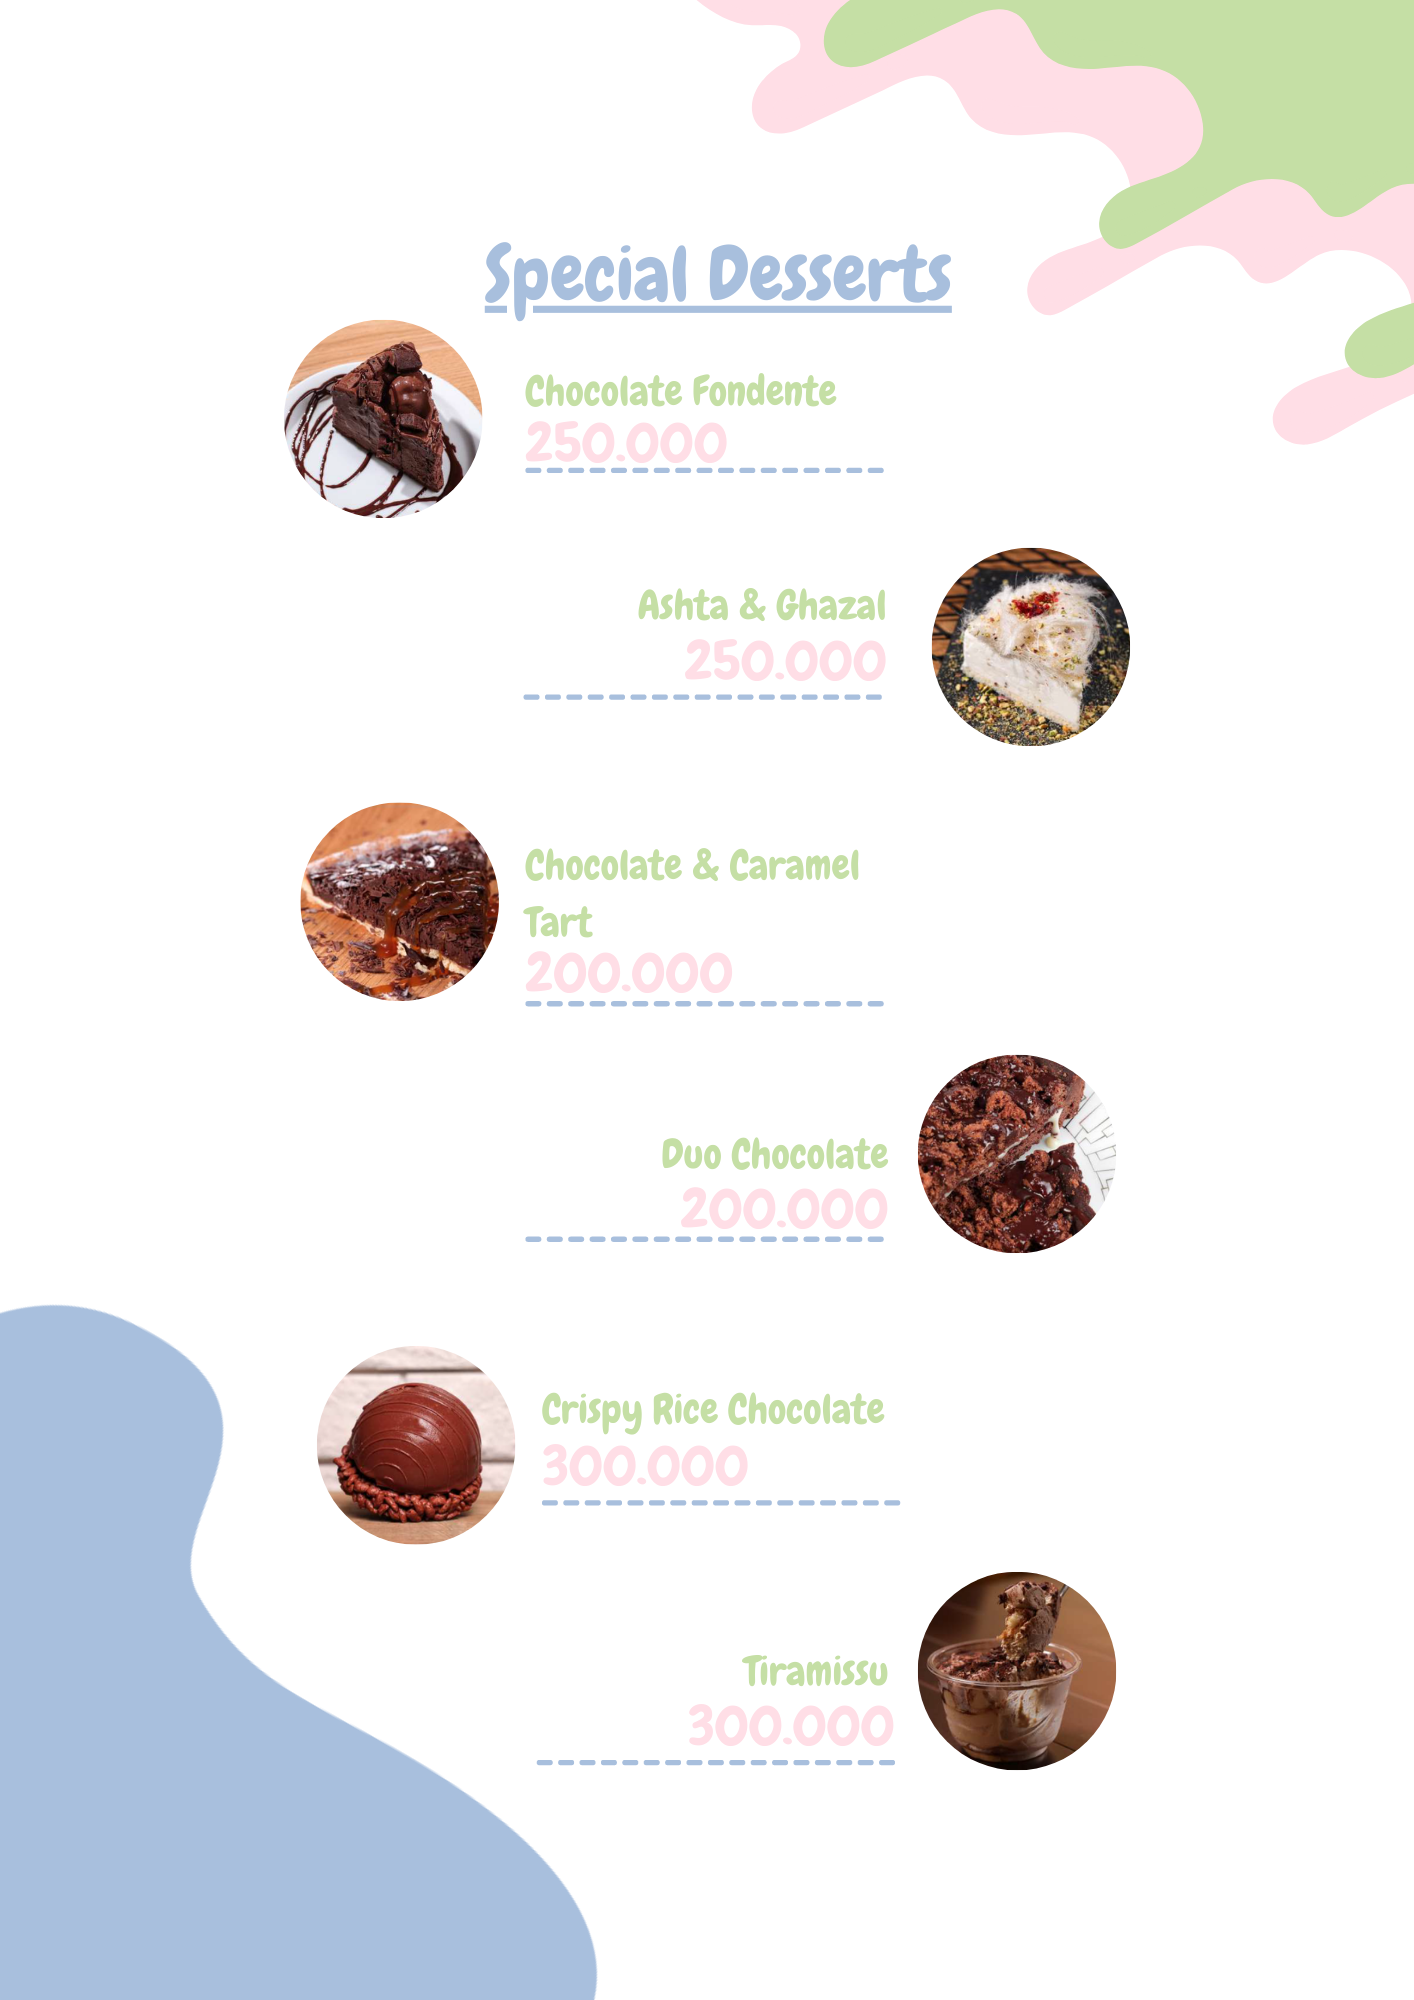 Special Desserts
Chocolate Fondente
250.000
Ashta & Ghazal
250.000
Chocolate & Caramel
Tart
200.000
Duo Chocolate
200.000
Crispy Rice Chocolate
300.000
Tiramissu
300.000